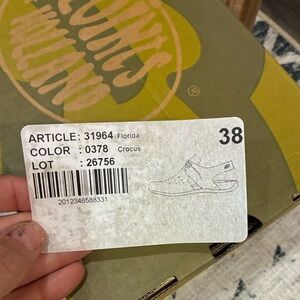 ARTICLE: 31964 Florida
38
COLOR : 0378 Crocus
LOT : 26756
2012346588331